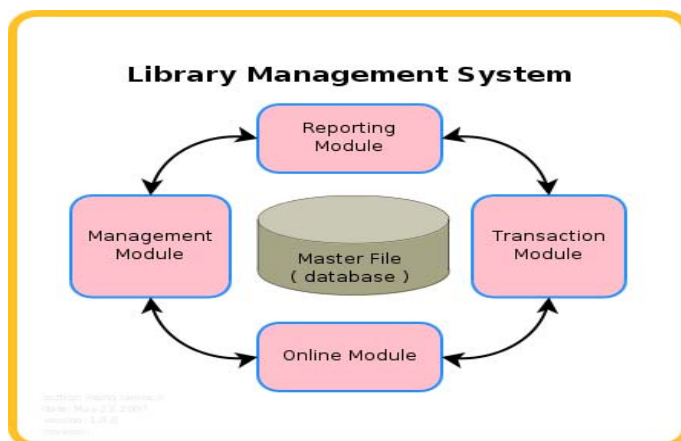 Library Management System
Reporting
Module
Management
Module
Master File
( database )
Transaction
Module
Online Module